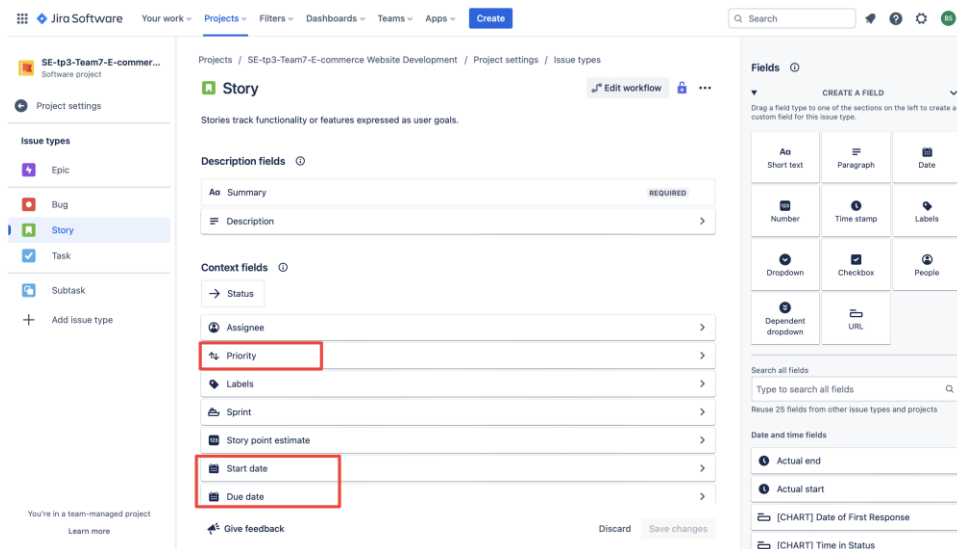 Jira Software Your work Projects Filters Dashboards Teams Apps Create Search BS
SE-tp3-Team7-E-commer...
Software project
Project settings
Issue types
Epic
Bug
Story
Task
Subtask
Add issue type
You're in a team-managed project
Learn more
Projects / SE-tp3-Team7-E-commerce Website Development / Project settings / Issue types
Story Edit workflow
Stories track functionality or features expressed as user goals.
Description fields
Aa Summary REQUIRED
Description
Context fields
Status
Assignee
Priority
Labels
Sprint
123 Story point estimate
Start date
Due date
Give feedback Discard Save changes
Fields
CREATE A FIELD
Drag a field type to one of the sections on the left to create a
custom field for this issue type.
Aa
Short text Paragraph Date
123
Number Time stamp Labels
Dropdown Checkbox People
Dependent
dropdown URL
Search all fields
Type to search all fields
Reuse 25 fields from other issue types and projects
Date and time fields
Actual end
Actual start
[CHART] Date of First Response
[CHART] Time in Status